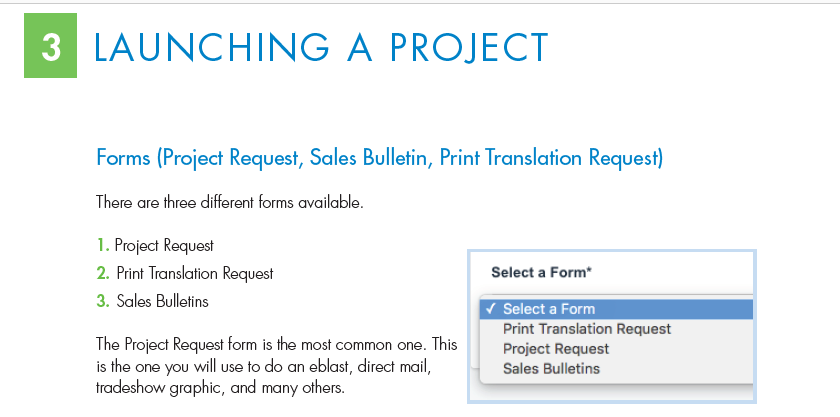 3 LAUNCHING A PROJECT
Forms (Project Request, Sales Bulletin, Print Translation Request)
There are three different forms available.
1. Project Request
2. Print Translation Request
3. Sales Bulletins
The Project Request form is the most common one. This
is the one you will use to do an eblast, direct mail,
tradeshow graphic, and many others.
Select a Form*
✓ Select a Form
Print Translation Request
Project Request
Sales Bulletins